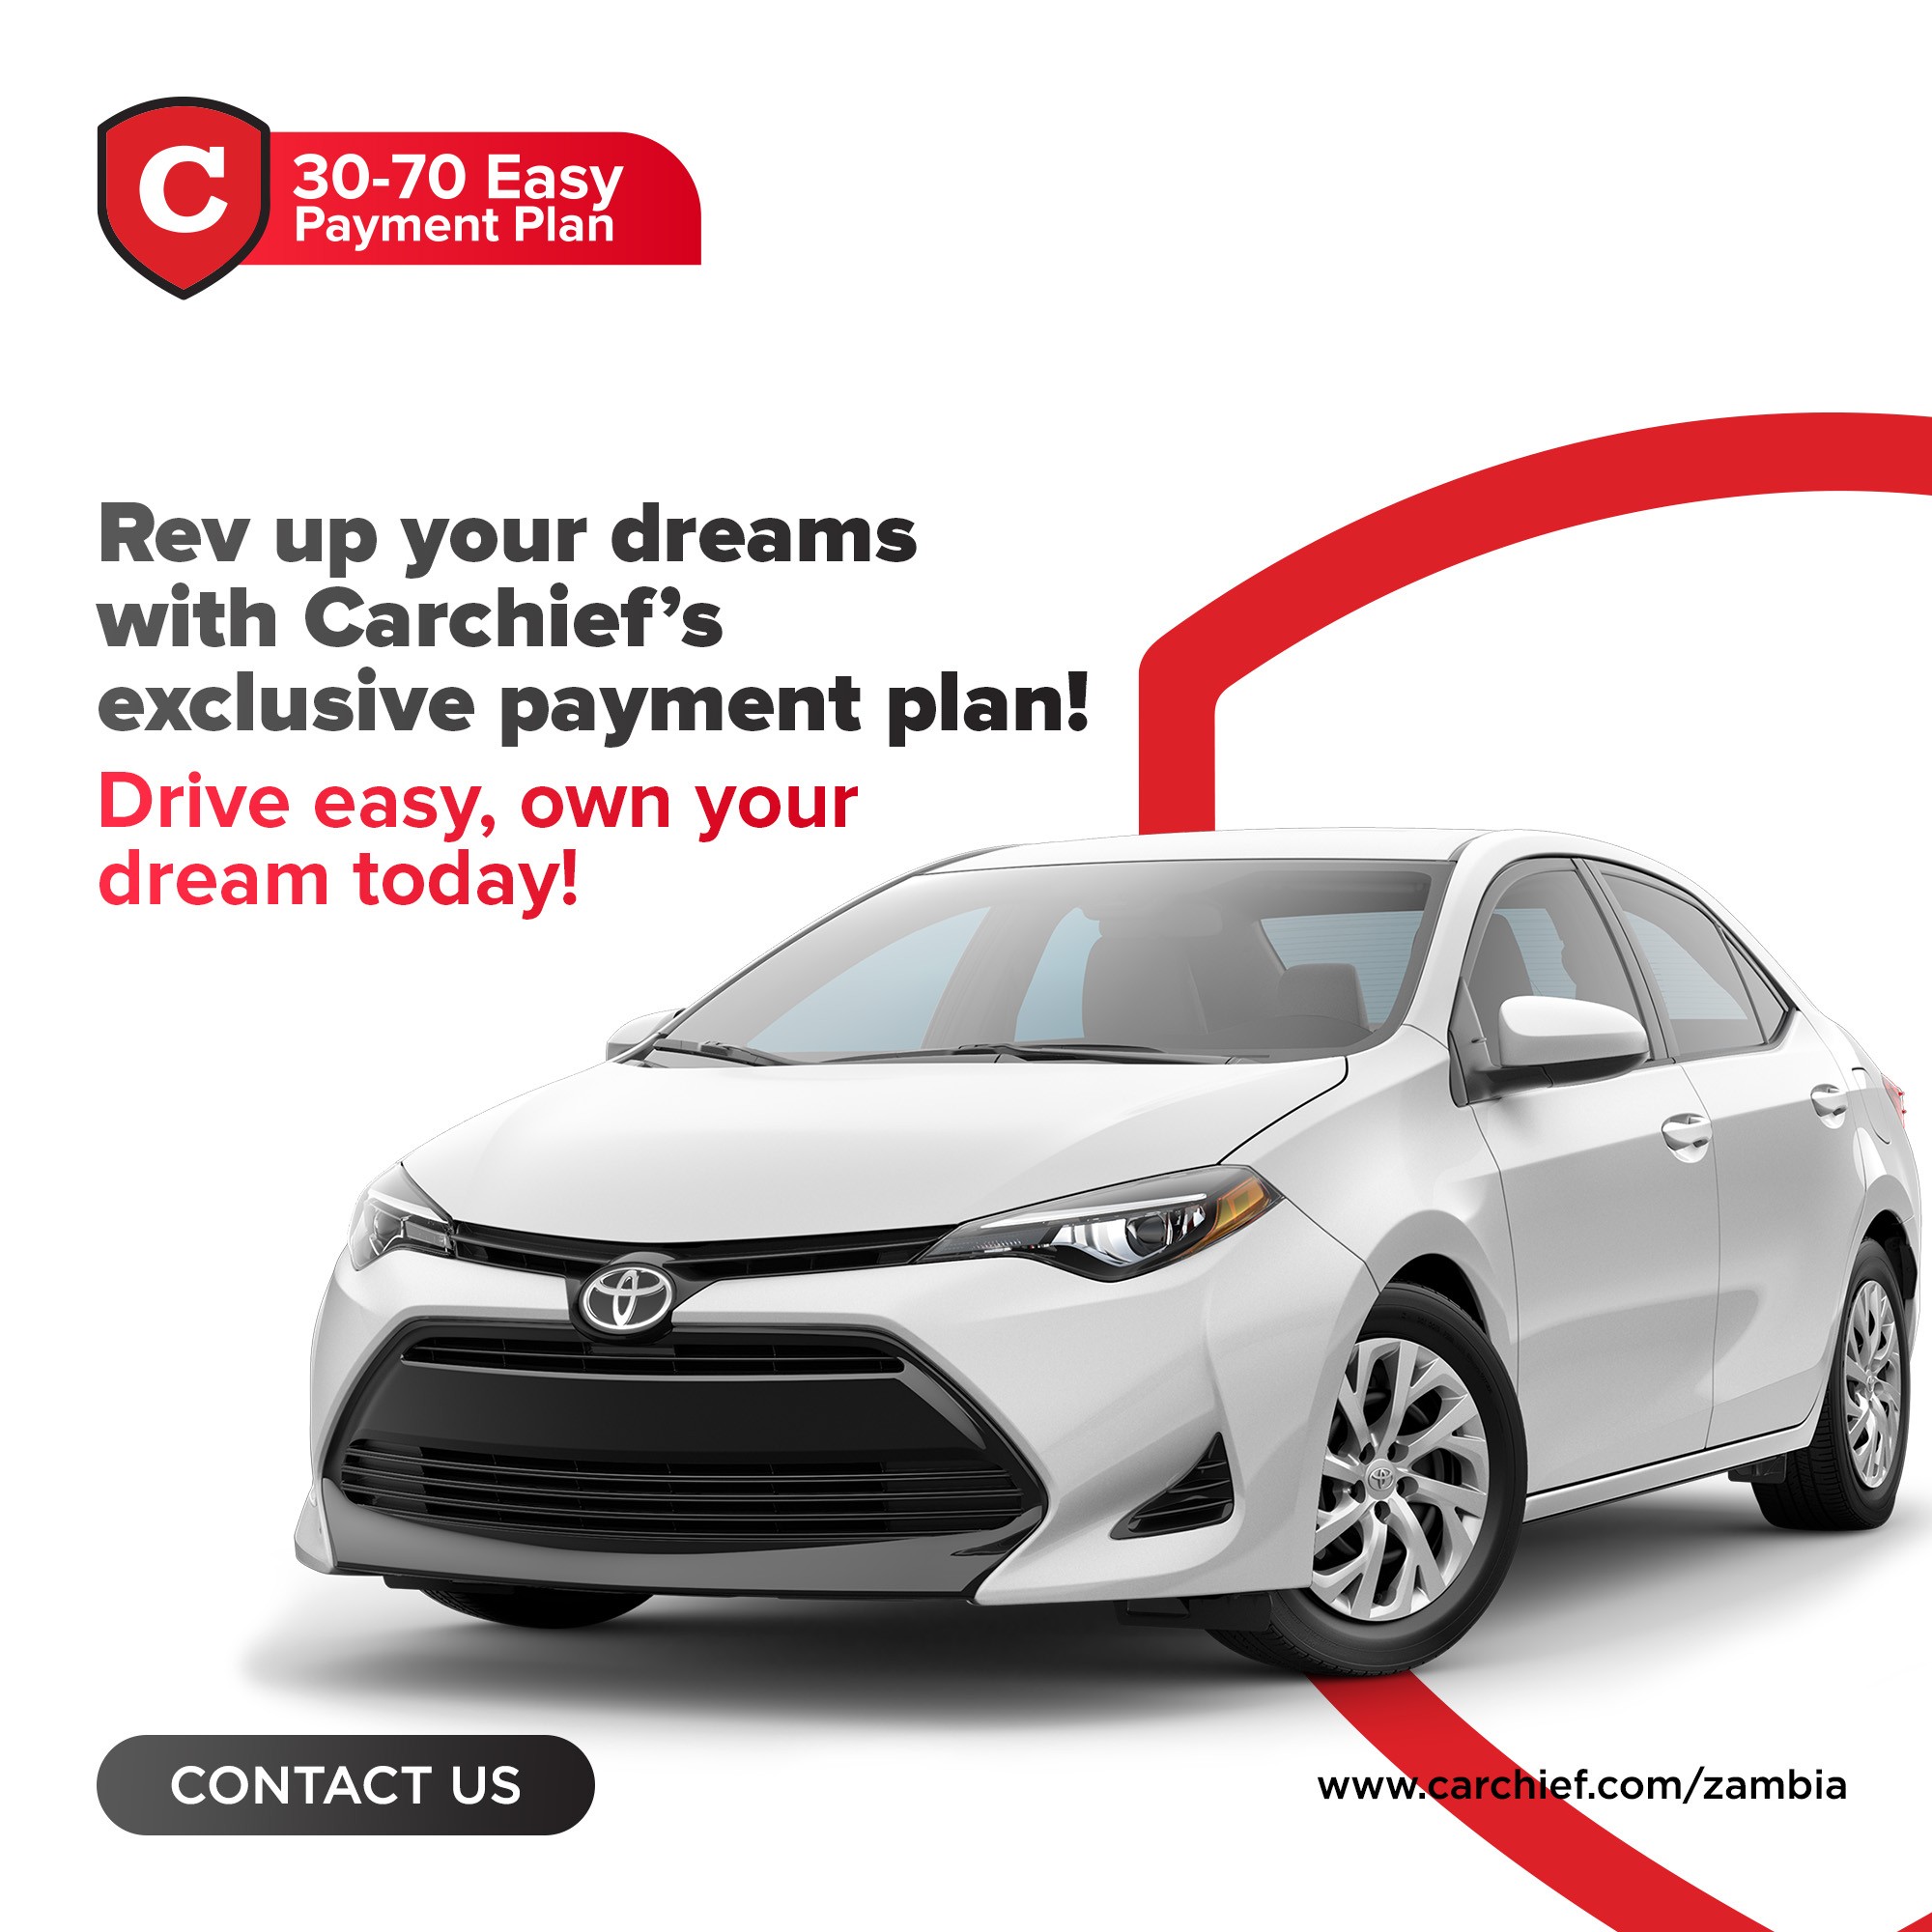 C
30-70 Easy
Payment Plan
Rev up your dreams
with Carchief’s
exclusive payment plan!
Drive easy, own your
dream today!
CONTACT US
www.carchief.com/zambia